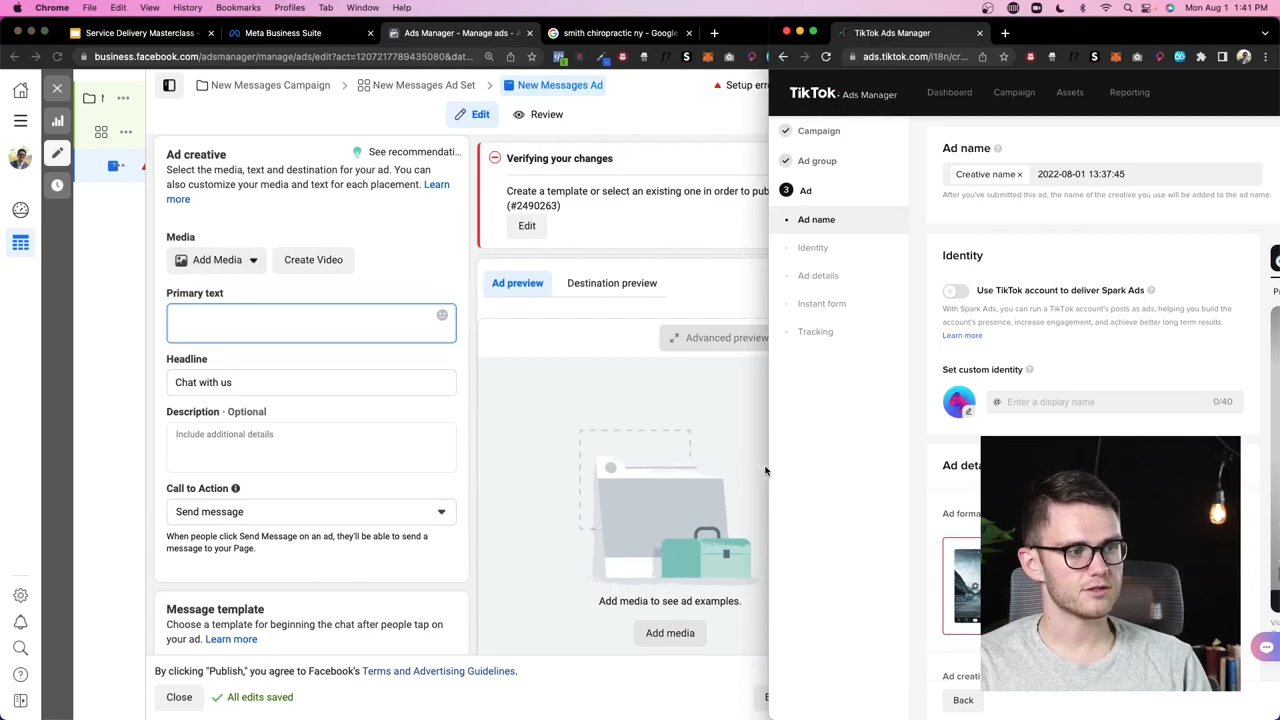 Chrome File Edit View History Bookmarks Profiles Tab Window Help
Mon Aug 1 1:41 PM
Service Delivery Masterclass -
Meta Business Suite
Ads Manager - Manage ads - A
smith chiropractic ny - Google
business.facebook.com/adsmanager/manage/ads/edit?act=1207217789435080&dat...
New Messages Campaign
New Messages Ad Set
New Messages Ad
Setup erro
Edit
Review
Ad creative
See recommendati...
Select the media, text and destination for your ad. You can
also customize your media and text for each placement. Learn
more
Media
Add Media
Create Video
Primary text
Headline
Chat with us
Description · Optional
Include additional details
Call to Action
Send message
When people click Send Message on an ad, they'll be able to send a
message to your Page.
Message template
Choose a template for beginning the chat after people tap on
your ad. Learn more
By clicking "Publish," you agree to Facebook's Terms and Advertising Guidelines.
Close
All edits saved
Verifying your changes
Create a template or select an existing one in order to pub
(#2490263)
Edit
Ad preview
Destination preview
Advanced preview
Add media to see ad examples.
Add media
TikTok Ads Manager
ads.tiktok.com/i18n/cr...
TikTok: Ads Manager
Dashboard
Campaign
Assets
Reporting
Campaign
Ad group
3 Ad
Ad name
Identity
Ad details
Instant form
Tracking
Ad name
Creative name × 2022-08-01 13:37:45
After you've submitted this ad, the name of the creative you use will be added to the ad name.
Identity
Use TikTok account to deliver Spark Ads
With Spark Ads, you can run a TikTok account's posts as ads, helping you build the
account's presence, increase engagement, and achieve better long term results.
Learn more
Set custom identity
@ Enter a display name 0/40
Ad deta
Ad forma
Ad creati
Back